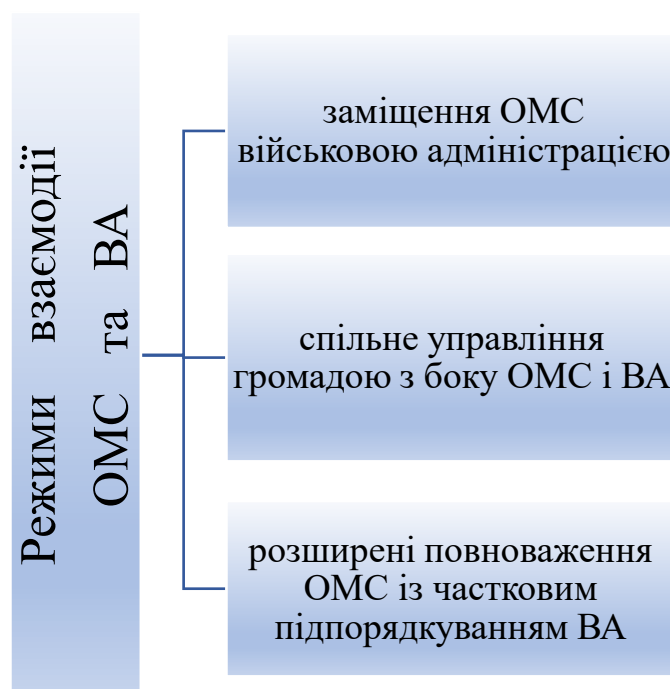 Режими взаємодії
ОМС та ВА
заміщення ОМС
військовою адміністрацією
спільне управління
громадою з боку ОМС і ВА
розширені повноваження
ОМС із частковим
підпорядкуванням ВА